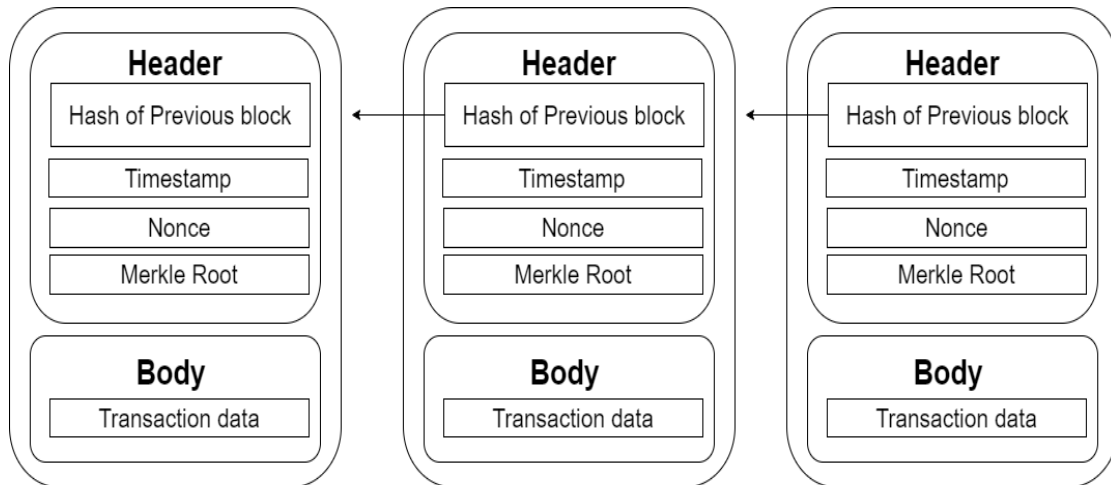 Header
Hash of Previous block
Timestamp
Nonce
Merkle Root
Body
Transaction data
Header
Hash of Previous block
Timestamp
Nonce
Merkle Root
Body
Transaction data
Header
Hash of Previous block
Timestamp
Nonce
Merkle Root
Body
Transaction data